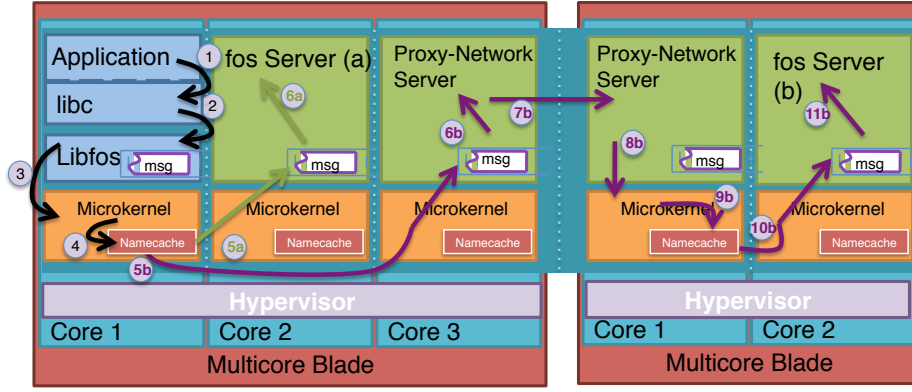 Application
libc
Libfos
msg
1
2
3
4
Microkernel
Namecache
5b
fos Server (a)
6a
msg
Microkernel
5a
Namecache
Proxy-Network
Server
6b
7b
msg
Microkernel
Namecache
Hypervisor
Core 1
Core 2
Core 3
Multicore Blade
Proxy-Network
Server
8b
msg
Microkernel
9b
Namecache
10b
fos Server
(b)
11b
msg
Microkernel
Namecache
Hypervisor
Core 1
Core 2
Multicore Blade